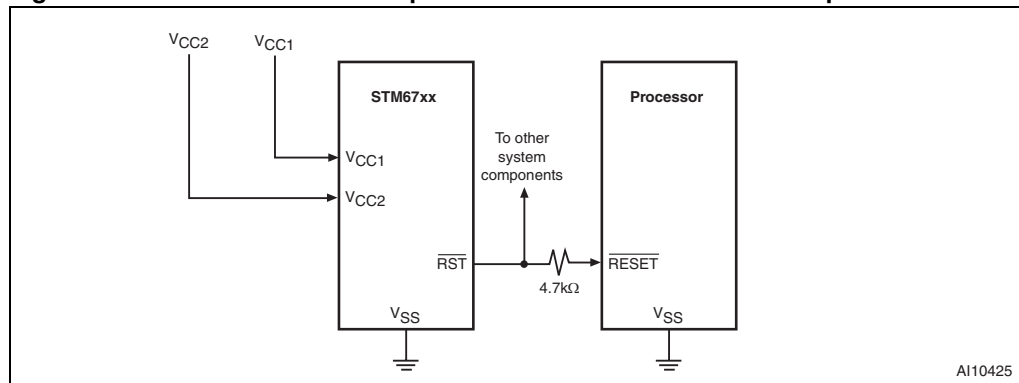 VCC2
VCC1
STM67xx
Processor
To other
system
components
VCC1
VCC2
RST
RESET
4.7kΩ
VSS
VSS
AI10425